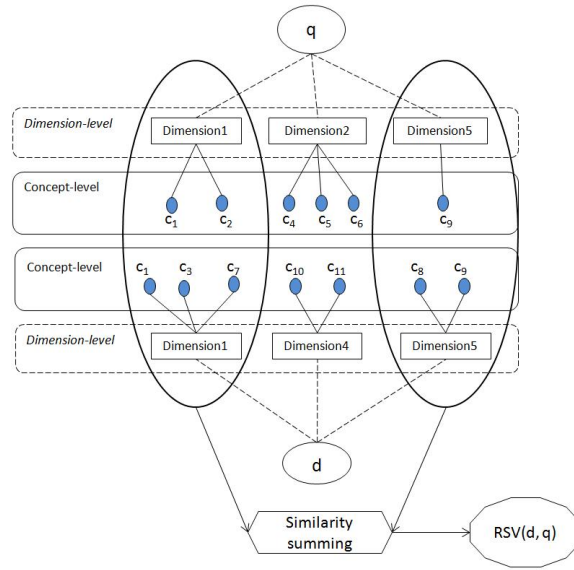 q
Dimension-level
Dimension1
Dimension2
Dimension5
Concept-level
c1
c2
c4
c5
c6
c9
Concept-level
c1
c3
c7
c10
c11
c8
c9
Dimension-level
Dimension1
Dimension4
Dimension5
d
Similarity
summing
RSV(d, q)